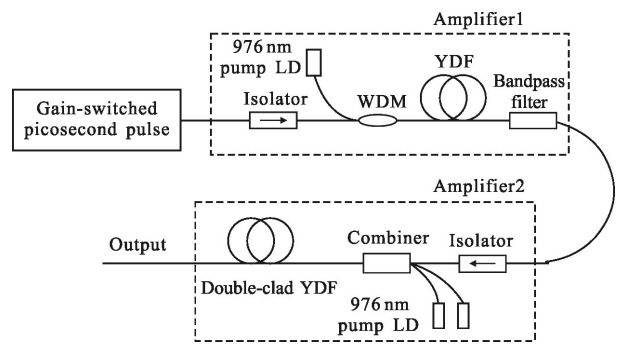 Amplifier1
976 nm
pump LD
YDF
Isolator
WDM
Bandpass
filter
Gain-switched
picosecond pulse
Amplifier2
Output
Combiner
Isolator
Double-clad YDF
976 nm
pump LD